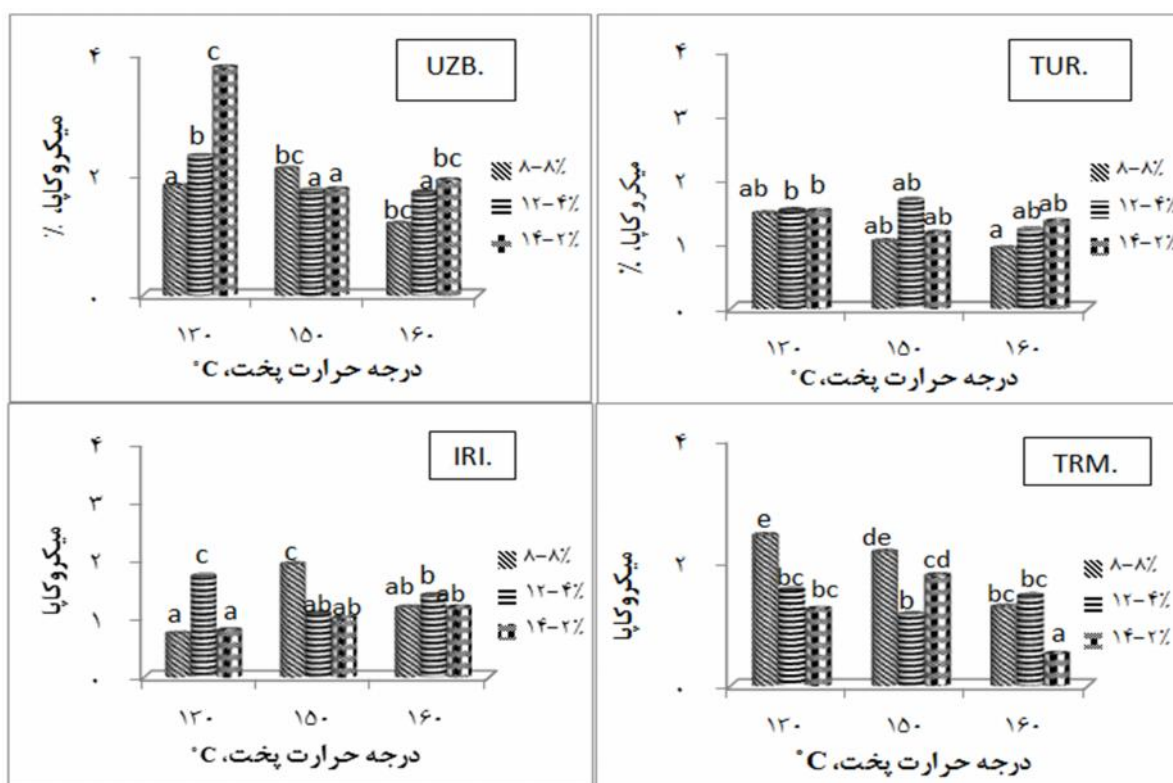 UZB.
میکروکاپا، %
۴
۲
۰
a
b
c
bc
a
a
bc
a
bc
۸-۸%
۱۲-۴%
۱۴-۲%
۱۳۰
۱۵۰
۱۶۰
درجه حرارت پخت، °C
TUR.
میکروکاپا، %
۴
۳
۲
۱
۰
ab
b
b
ab
ab
ab
a
ab
ab
۸-۸%
۱۲-۴%
۱۴-۲%
۱۳۰
۱۵۰
۱۶۰
درجه حرارت پخت، °C
IRI.
میکروکاپا
۴
۳
۲
۱
۰
a
c
a
c
ab
ab
ab
b
ab
۸-۸%
۱۲-۴%
۱۴-۲%
۱۳۰
۱۵۰
۱۶۰
درجه حرارت پخت، °C
TRM.
میکروکاپا
۴
۲
۰
e
bc
bc
de
b
cd
bc
bc
a
۸-۸%
۱۲-۴%
۱۴-۲%
۱۳۰
۱۵۰
۱۶۰
درجه حرارت پخت، °C